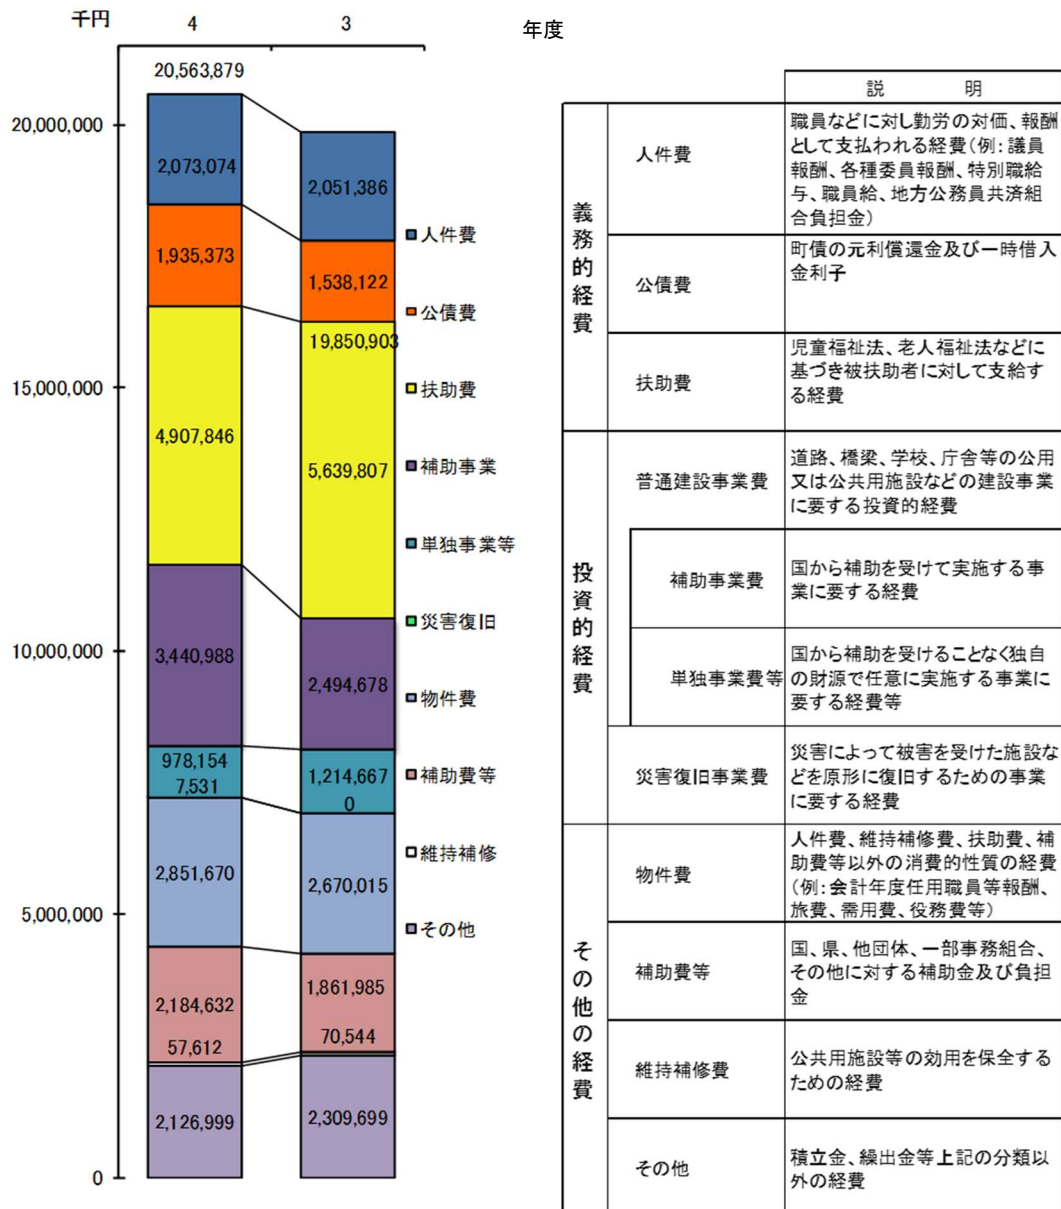 千円
4
3
年度
20,563,879
20,000,000
2,073,074
2,051,386
1,935,373
1,538,122
19,850,903
15,000,000
4,907,846
5,639,807
10,000,000
3,440,988
2,494,678
978,154
7,531
1,214,667
0
2,851,670
2,670,015
5,000,000
2,184,632
1,861,985
57,612
70,544
2,126,999
2,309,699
0
人件費
公債費
扶助費
補助事業
単独事業等
災害復旧
物件費
補助費等
維持補修
その他
説 明
義務的経費
人件費
職員などに対し勤労の対価、報酬
として支払われる経費(例:議員
報酬、各種委員報酬、特別職給
与、職員給、地方公務員共済組
合負担金)
公債費
町債の元利償還金及び一時借入
金利子
扶助費
児童福祉法、老人福祉法などに
基づき被扶助者に対して支給す
る経費
投資的経費
普通建設事業費
道路、橋梁、学校、庁舎等の公用
又は公共用施設などの建設事業
に要する投資的経費
補助事業費
国から補助を受けて実施する事
業に要する経費
単独事業費等
国から補助を受けることなく独自
の財源で任意に実施する事業に
要する経費等
災害復旧事業費
災害によって被害を受けた施設な
どを原形に復旧するための事業
に要する経費
その他の経費
物件費
人件費、維持補修費、扶助費、補
助費等以外の消費的性質の経費
(例:会計年度任用職員等報酬、
旅費、需用費、役務費等)
補助費等
国、県、他団体、一部事務組合、
その他に対する補助金及び負担
金
維持補修費
公共用施設等の効用を保全する
ための経費
その他
積立金、繰出金等上記の分類以
外の経費